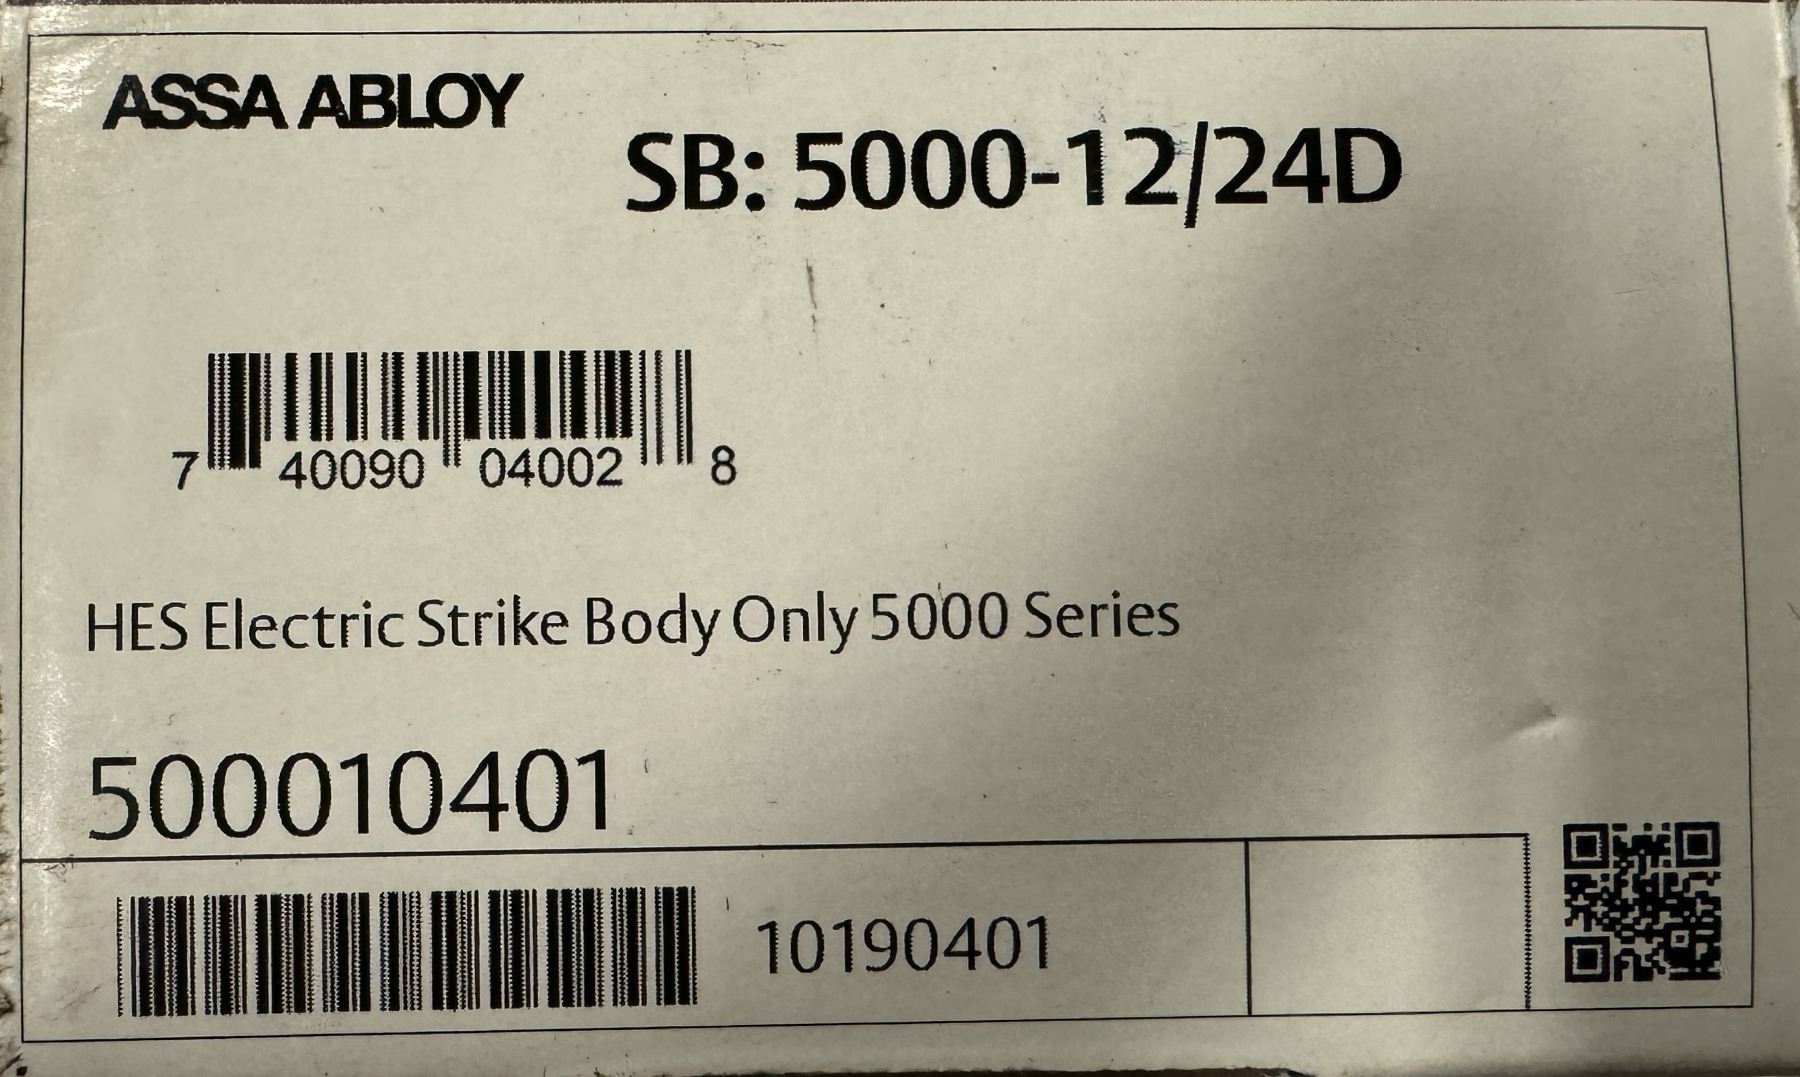 ASSA ABLOY
SB: 5000-12/24D
7 40090 04002 8
HES Electric Strike Body Only 5000 Series
500010401
10190401